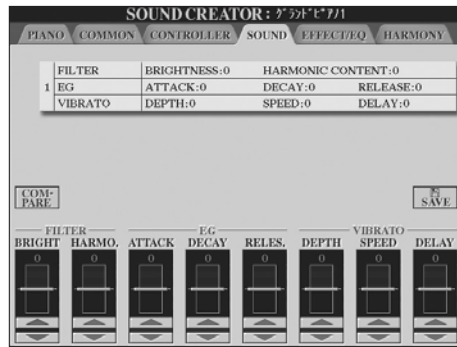 SOUND CREATOR : ｸﾞﾗﾝﾄﾞﾋﾟｱﾉ1
PIANO COMMON CONTROLLER SOUND EFFECT/EQ HARMONY
FILTER BRIGHTNESS:0 HARMONIC CONTENT:0
1 EG ATTACK:0 DECAY:0 RELEASE:0
VIBRATO DEPTH:0 SPEED:0 DELAY:0
COM-
PARE
SAVE
FILTER EG VIBRATO
BRIGHT HARMO. ATTACK DECAY RELES. DEPTH SPEED DELAY
0 0 0 0 0 0 0 0